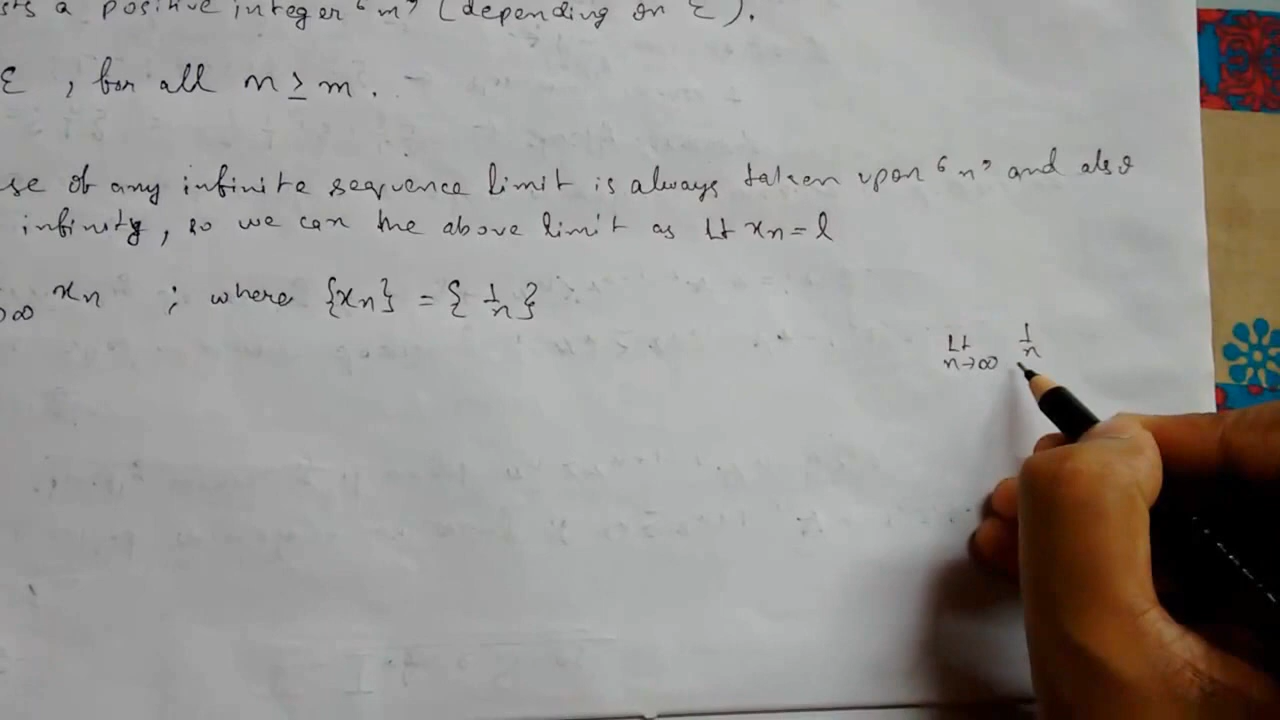 sts a positive integer ‘m’ (depending on ε).
ε , for all n ≥ m.
se of any infinite sequence limit is always taken upon ‘n’ and also
infinity, so we can the above limit as Lt xn = l
→∞ xn ; where {xn} = { 1/n }
Lt n→∞ 1/n